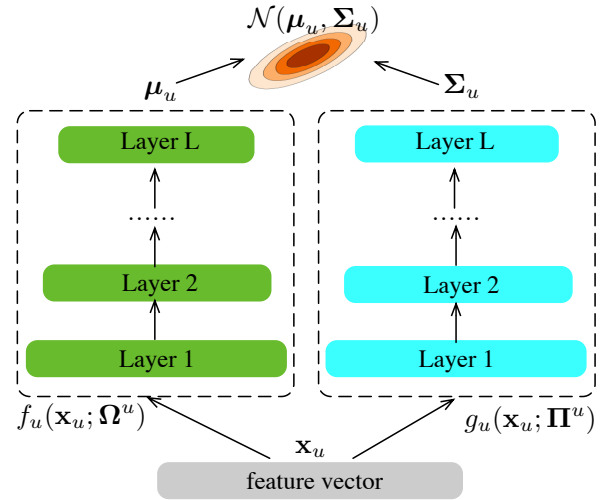 𝒩(μ_u, Σ_u)
μ_u
Σ_u
Layer L
......
Layer 2
Layer 1
f_u(x_u; Ω^u)
Layer L
......
Layer 2
Layer 1
g_u(x_u; Π^u)
x_u
feature vector